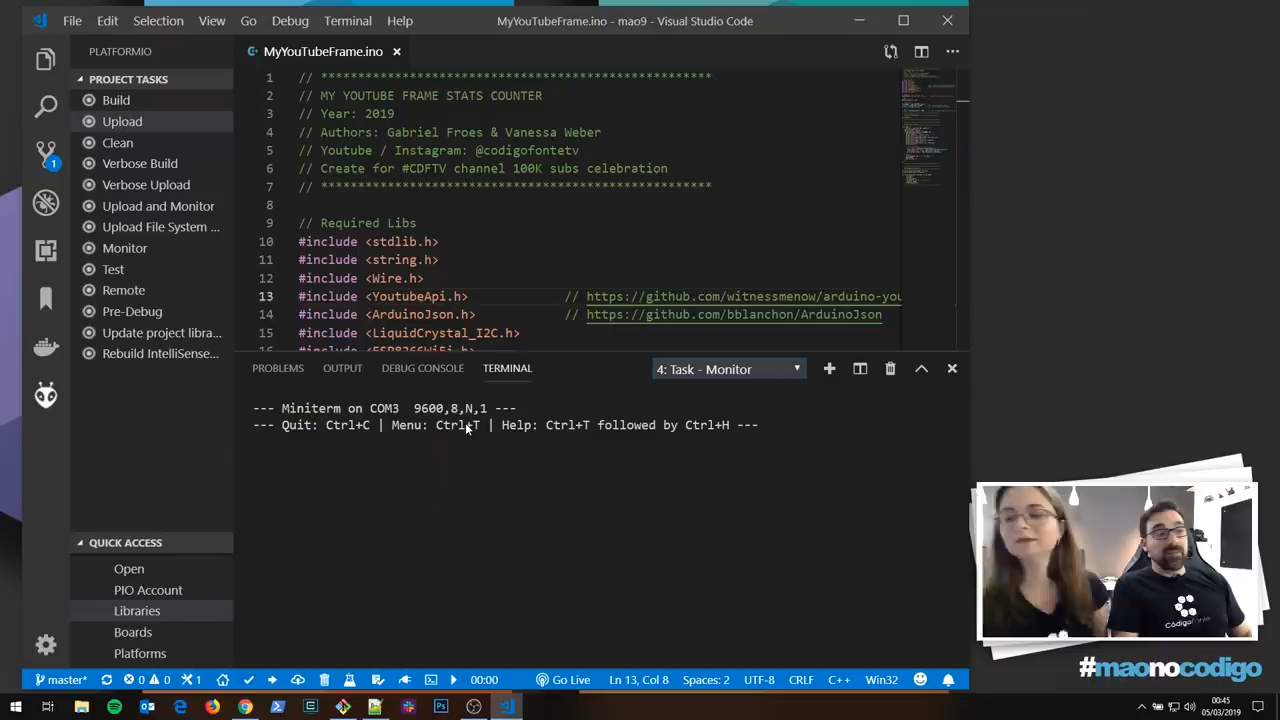 File Edit Selection View Go Debug Terminal Help MyYouTubeFrame.ino - mao9 - Visual Studio Code
PLATFORMIO
PROJECT TASKS
Build
Upload
Clean
Verbose Build
Verbose Upload
Upload and Monitor
Upload File System ...
Monitor
Test
Remote
Pre-Debug
Update project libra...
Rebuild IntelliSense...
1
QUICK ACCESS
Open
PIO Account
Libraries
Boards
Platforms
MyYouTubeFrame.ino
1 // *************************************************
2 // MY YOUTUBE FRAME STATS COUNTER
3 // Year: 2019
4 // Authors: Gabriel Froes & Vanessa Weber
5 // Youtube / Instagram: @codigofontetv
6 // Create for #CDFTV channel 100K subs celebration
7 // *************************************************
8
9 // Required Libs
10 #include <stdlib.h>
11 #include <string.h>
12 #include <Wire.h>
13 #include <YoutubeApi.h> // https://github.com/witnessmenow/arduino-you
14 #include <ArduinoJson.h> // https://github.com/bblanchon/ArduinoJson
15 #include <LiquidCrystal_I2C.h>
16 #include <ESP8266WiFi.h>
PROBLEMS OUTPUT DEBUG CONSOLE TERMINAL 4: Task - Monitor
--- Miniterm on COM3 9600,8,N,1 ---
--- Quit: Ctrl+C | Menu: Ctrl+T | Help: Ctrl+T followed by Ctrl+H ---
master* 0 0 1 00:00 Go Live Ln 13, Col 8 Spaces: 2 UTF-8 CRLF C++ Win32
#maonocodigo
00:45
05/03/2019